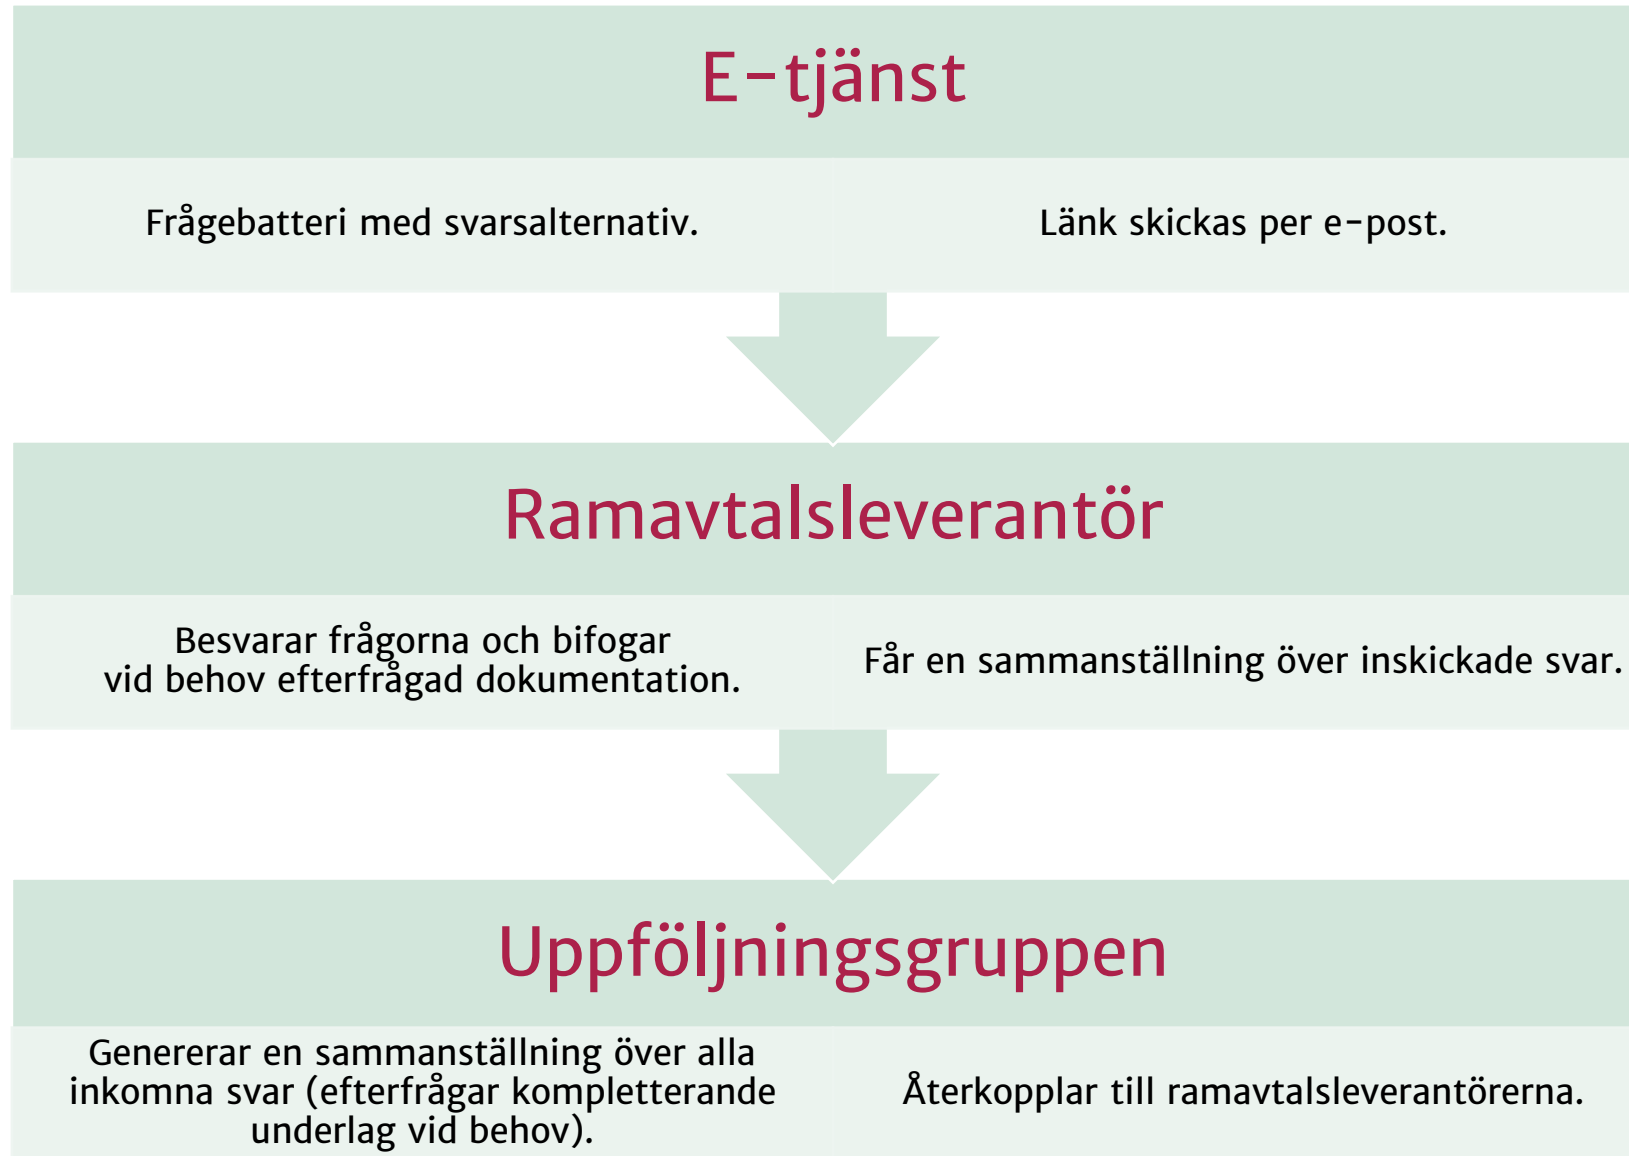 E-tjänst
Frågebatteri med svarsalternativ.
Länk skickas per e-post.
Ramavtalsleverantör
Besvarar frågorna och bifogar
vid behov efterfrågad dokumentation.
Får en sammanställning över inskickade svar.
Uppföljningsgruppen
Genererar en sammanställning över alla
inkomna svar (efterfrågar kompletterande
underlag vid behov).
Återkopplar till ramavtalsleverantörerna.